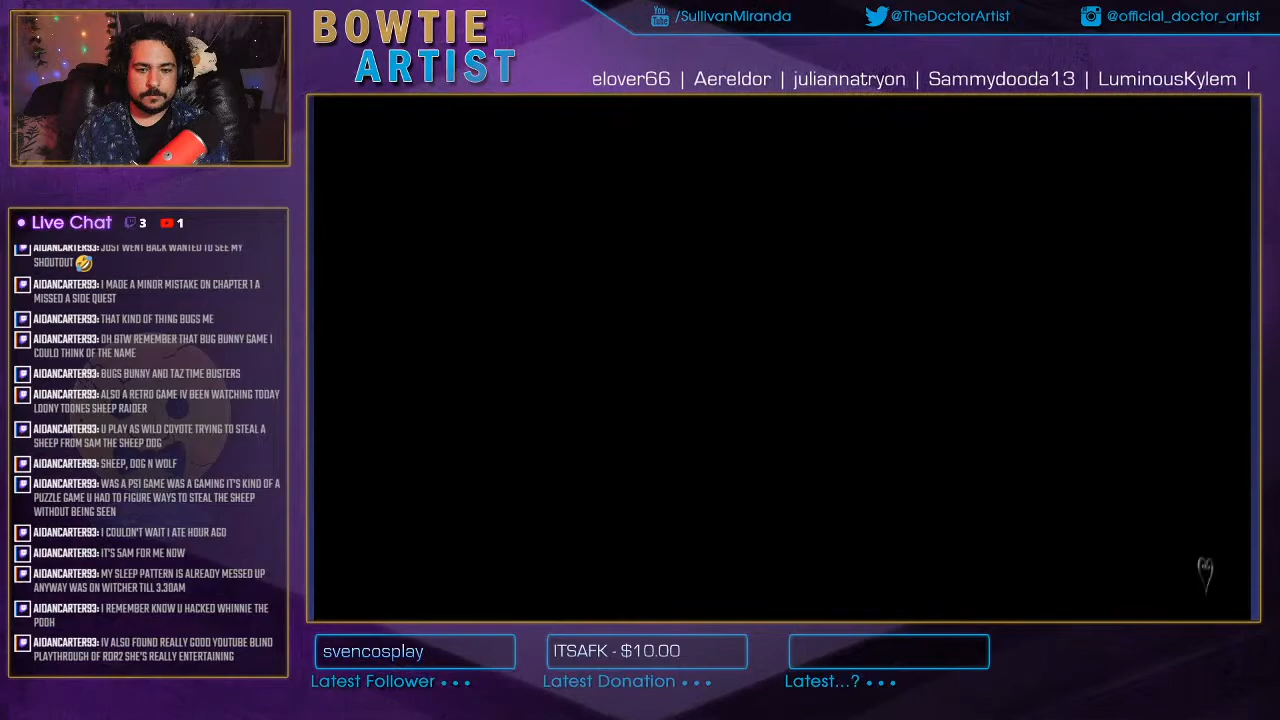 BOWTIE
ARTIST
/SullivanMiranda
@TheDoctorArtist
@official_doctor_artist
elover66 | Aereldor | juliannatryon | Sammydooda13 | LuminousKylem |
Live Chat 3 1
AIDANCARTER93: JUST WENT BACK WANTED TO SEE MY
SHOUTOUT 🤣
AIDANCARTER93: I MADE A MINOR MISTAKE ON CHAPTER 1 A
MISSED A SIDE QUEST
AIDANCARTER93: THAT KIND OF THING BUGS ME
AIDANCARTER93: OH BTW REMEMBER THAT BUG BUNNY GAME I
COULD THINK OF THE NAME
AIDANCARTER93: BUGS BUNNY AND TAZ TIME BUSTERS
AIDANCARTER93: ALSO A RETRO GAME IV BEEN WATCHING TODAY
LOONY TOONES SHEEP RAIDER
AIDANCARTER93: U PLAY AS WILD COYOTE TRYING TO STEAL A
SHEEP FROM SAM THE SHEEP DOG
AIDANCARTER93: SHEEP, DOG N WOLF
AIDANCARTER93: WAS A PS1 GAME WAS A GAMING IT'S KIND OF A
PUZZLE GAME U HAD TO FIGURE WAYS TO STEAL THE SHEEP
WITHOUT BEING SEEN
AIDANCARTER93: I COULDN'T WAIT I ATE HOUR AGO
AIDANCARTER93: IT'S 5AM FOR ME NOW
AIDANCARTER93: MY SLEEP PATTERN IS ALREADY MESSED UP
ANYWAY WAS ON WITCHER TILL 3.30AM
AIDANCARTER93: I REMEMBER KNOW U HACKED WHINNIE THE
POOH
AIDANCARTER93: IV ALSO FOUND REALLY GOOD YOUTUBE BLIND
PLAYTHROUGH OF RDR2 SHE'S REALLY ENTERTAINING
svencosplay
Latest Follower • • •
ITSAFK - $10.00
Latest Donation • • •
Latest...? • • •